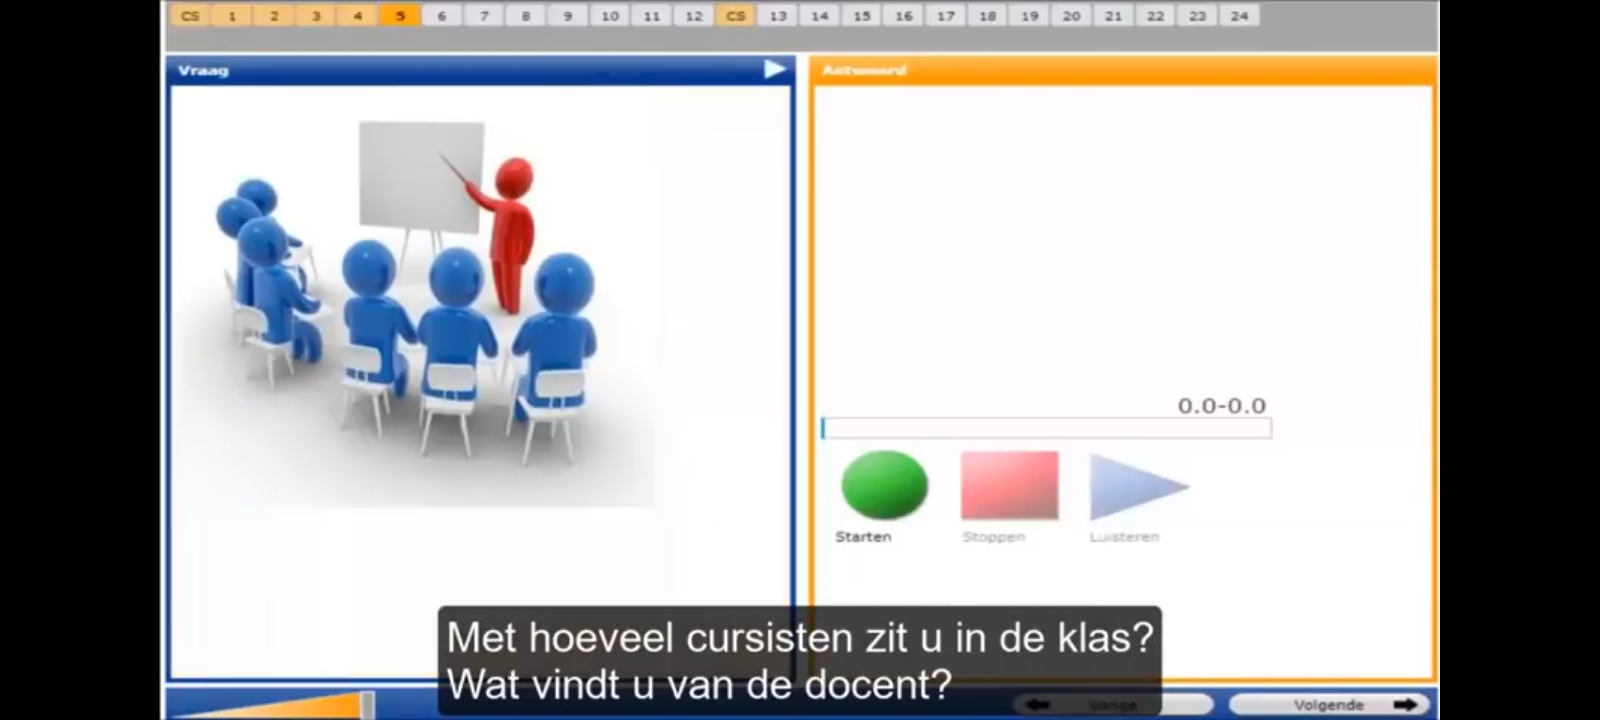 CS 1 2 3 4 5 6 7 8 9 10 11 12 CS 13 14 15 16 17 18 19 20 21 22 23 24
Vraag
Antwoord
0.0-0.0
Starten Stoppen Luisteren
Met hoeveel cursisten zit u in de klas?
Wat vindt u van de docent?
Volgende